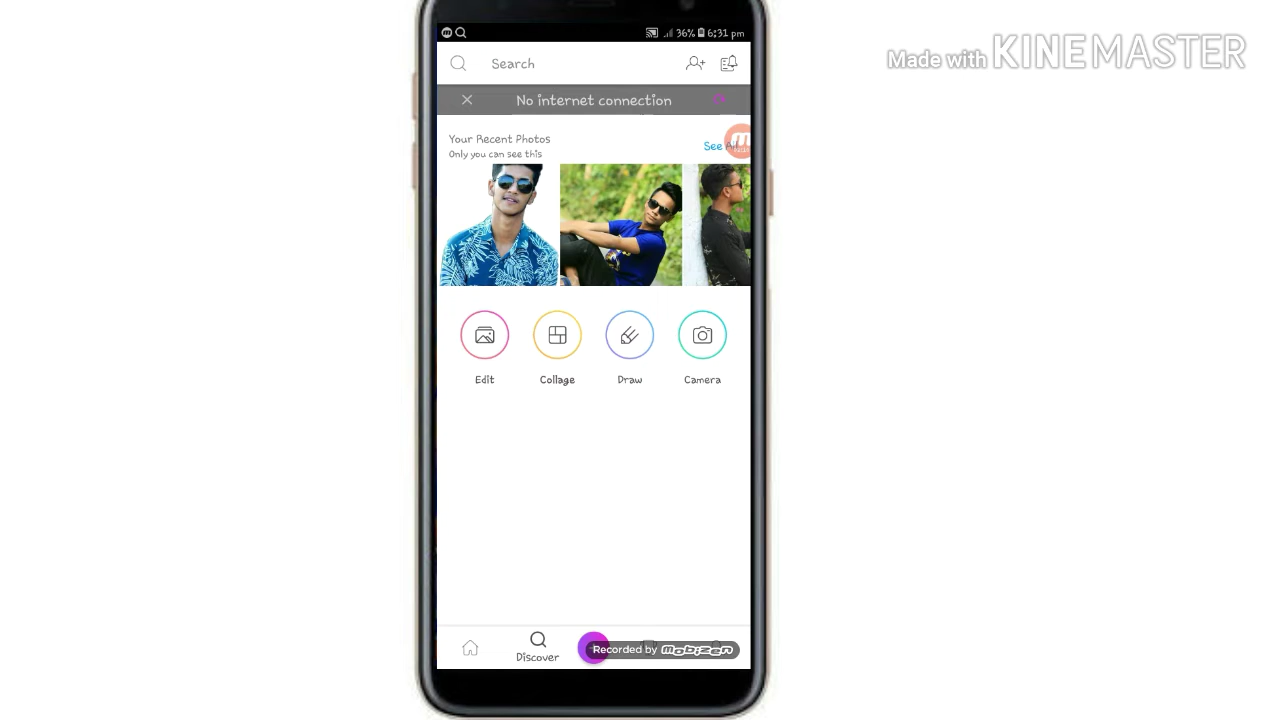 36% 6:31 pm
Made with KINEMASTER
Search
No internet connection
Your Recent Photos
Only you can see this
See All
Edit
Collage
Draw
Camera
Discover
Recorded by mobizen